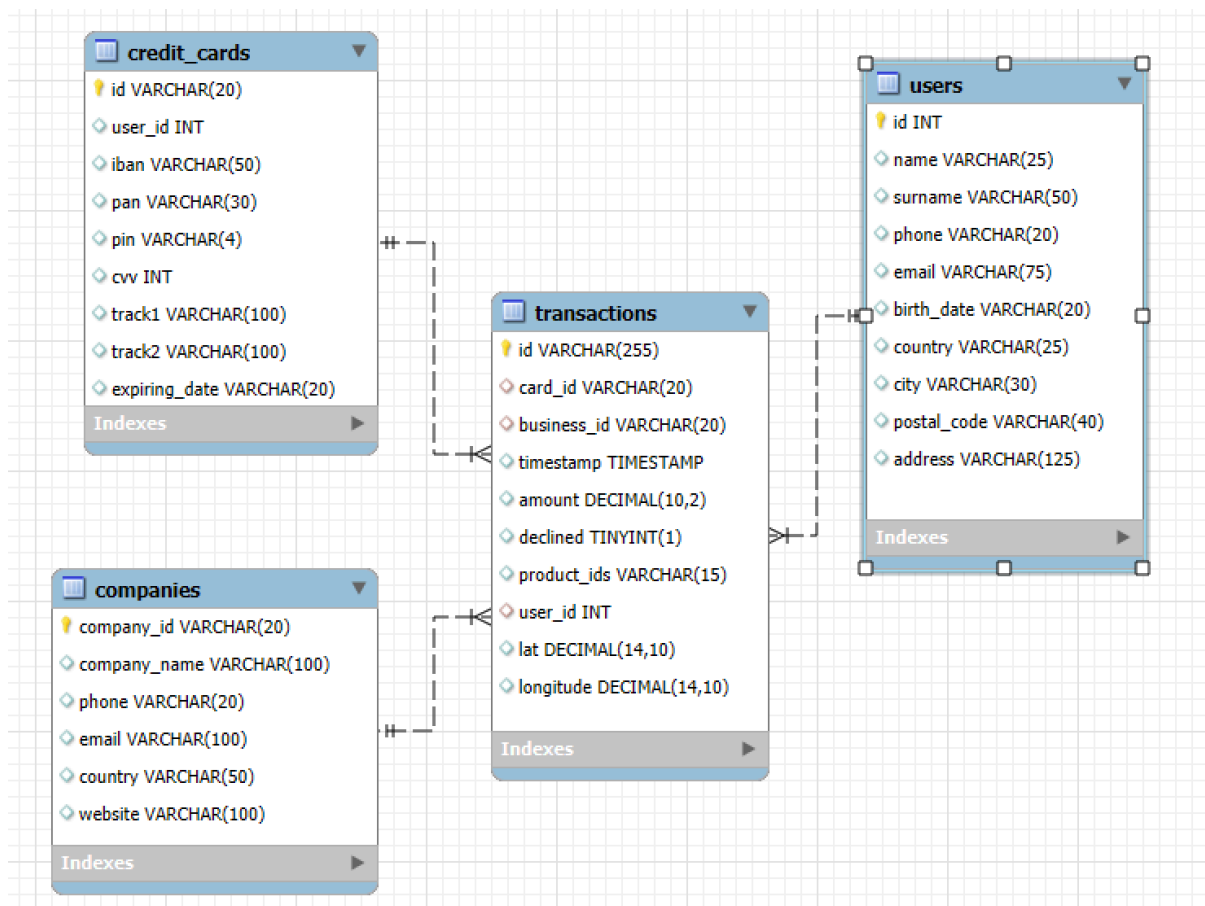 credit_cards
id VARCHAR(20)
user_id INT
iban VARCHAR(50)
pan VARCHAR(30)
pin VARCHAR(4)
cvv INT
track1 VARCHAR(100)
track2 VARCHAR(100)
expiring_date VARCHAR(20)
Indexes
companies
company_id VARCHAR(20)
company_name VARCHAR(100)
phone VARCHAR(20)
email VARCHAR(100)
country VARCHAR(50)
website VARCHAR(100)
Indexes
transactions
id VARCHAR(255)
card_id VARCHAR(20)
business_id VARCHAR(20)
timestamp TIMESTAMP
amount DECIMAL(10,2)
declined TINYINT(1)
product_ids VARCHAR(15)
user_id INT
lat DECIMAL(14,10)
longitude DECIMAL(14,10)
Indexes
users
id INT
name VARCHAR(25)
surname VARCHAR(50)
phone VARCHAR(20)
email VARCHAR(75)
birth_date VARCHAR(20)
country VARCHAR(25)
city VARCHAR(30)
postal_code VARCHAR(40)
address VARCHAR(125)
Indexes